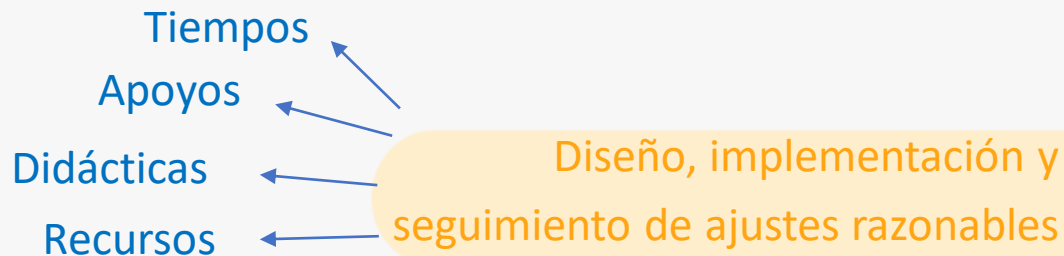 Tiempos
Apoyos
Didácticas
Recursos
Diseño, implementación y
seguimiento de ajustes razonables